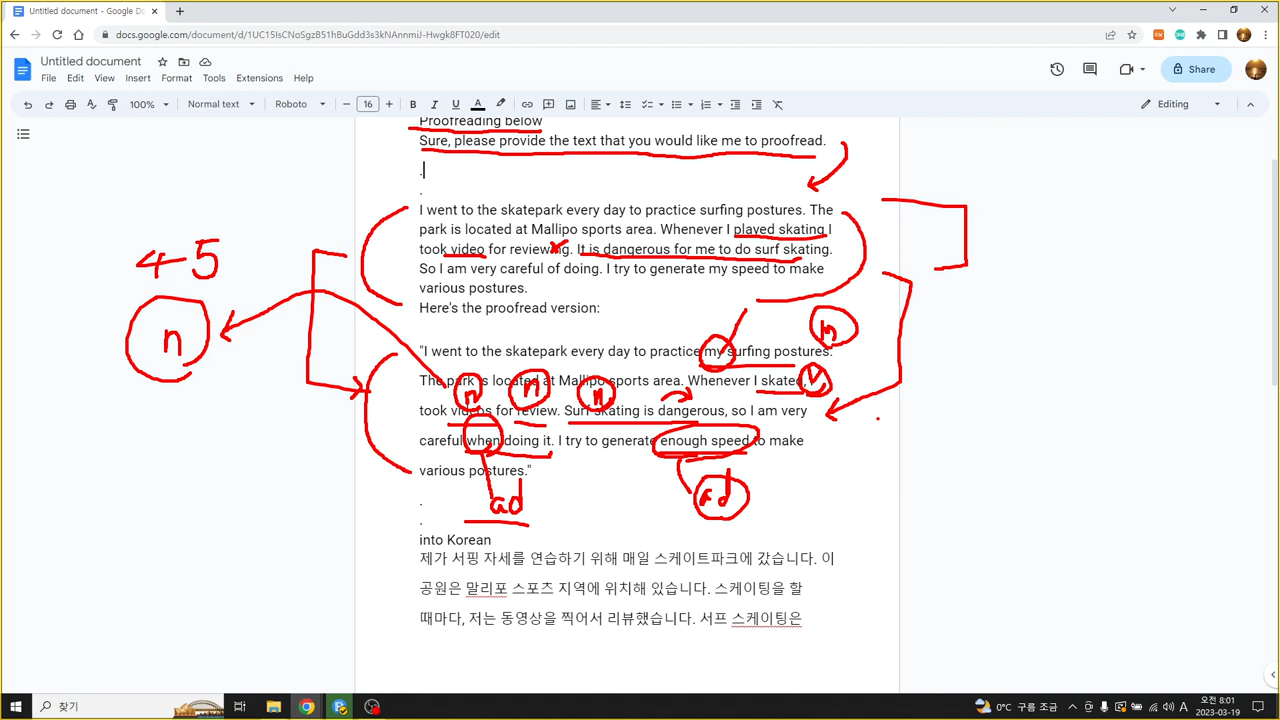 Untitled document - Google Do
docs.google.com/document/d/1UC15IsCNoSgzB51hBuGdd3s3kNAnnmiJ-Hwgk8FT020/edit
Untitled document
File Edit View Insert Format Tools Extensions Help
Share
100% Normal text Roboto 16 Editing
Proofreading below
Sure, please provide the text that you would like me to proofread.
.
.
I went to the skatepark every day to practice surfing postures. The
park is located at Mallipo sports area. Whenever I played skating I
took video for reviewing. It is dangerous for me to do surf skating.
So I am very careful of doing. I try to generate my speed to make
various postures.
Here's the proofread version:
4-5
n
n
"I went to the skatepark every day to practice my surfing postures.
The park is located at Mallipo sports area. Whenever I skated, I
v
n n n
took videos for review. Surf skating is dangerous, so I am very
careful when doing it. I try to generate enough speed to make
various postures."
ad ad
.
.
into Korean
제가 서핑 자세를 연습하기 위해 매일 스케이트파크에 갔습니다. 이
공원은 말리포 스포츠 지역에 위치해 있습니다. 스케이팅을 할
때마다, 저는 동영상을 찍어서 리뷰했습니다. 서프 스케이팅은
찾기
0°C 구름 조금
A
오전 8:01
2023-03-19